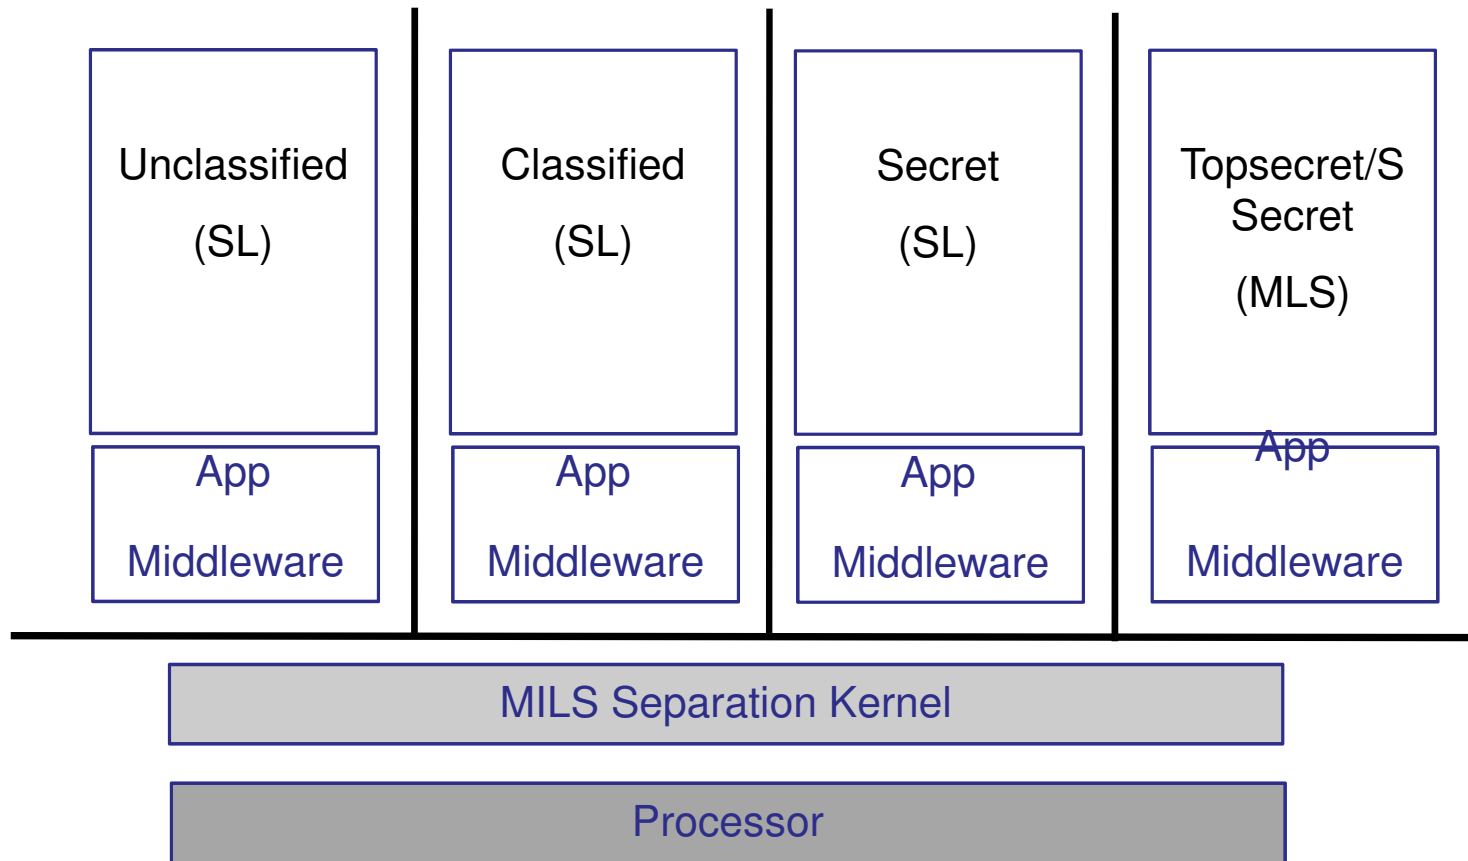 Unclassified
(SL)
Classified
(SL)
Secret
(SL)
Topsecret/S
Secret
(MLS)
App
Middleware
App
Middleware
App
Middleware
App
Middleware
MILS Separation Kernel
Processor